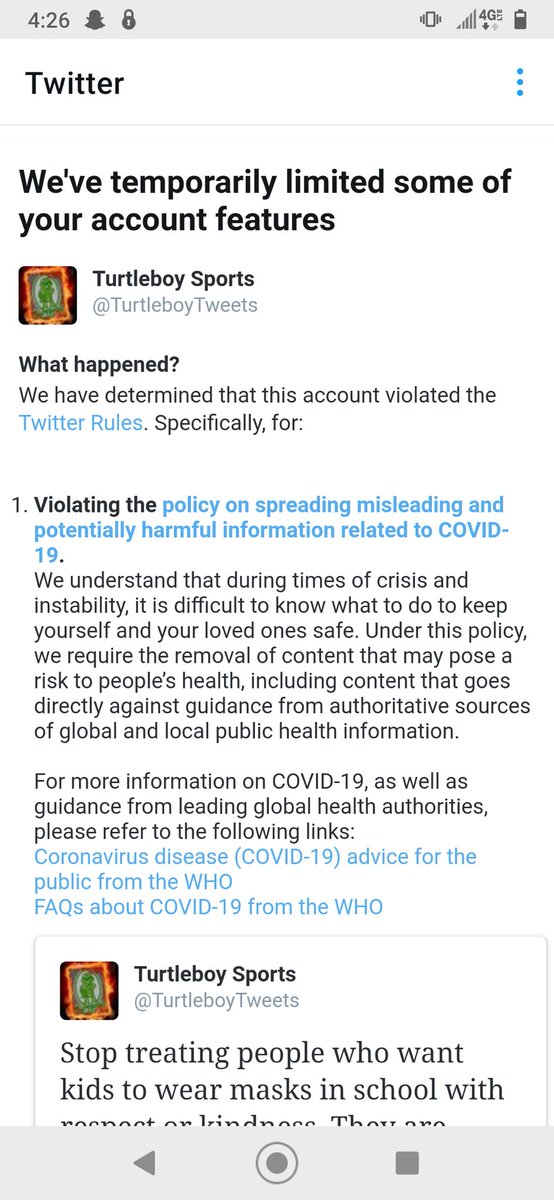 4:26
4G LTE
Twitter
We've temporarily limited some of
your account features
Turtleboy Sports
@TurtleboyTweets
What happened?
We have determined that this account violated the
Twitter Rules. Specifically, for:
1. Violating the policy on spreading misleading and
potentially harmful information related to COVID-
19.
We understand that during times of crisis and
instability, it is difficult to know what to do to keep
yourself and your loved ones safe. Under this policy,
we require the removal of content that may pose a
risk to people’s health, including content that goes
directly against guidance from authoritative sources
of global and local public health information.
For more information on COVID-19, as well as
guidance from leading global health authorities,
please refer to the following links:
Coronavirus disease (COVID-19) advice for the
public from the WHO
FAQs about COVID-19 from the WHO
Turtleboy Sports
@TurtleboyTweets
Stop treating people who want
kids to wear masks in school with
respect or kindness. They are